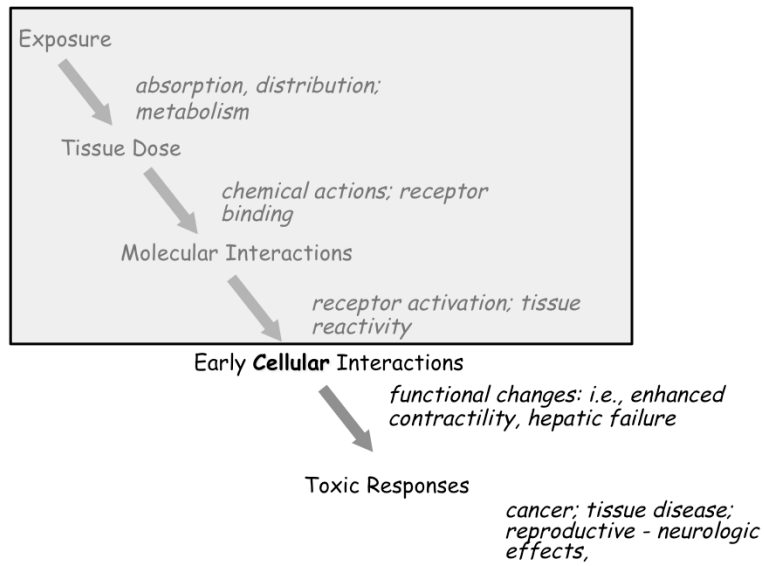 Exposure
absorption, distribution;
metabolism
Tissue Dose
chemical actions; receptor
binding
Molecular Interactions
receptor activation; tissue
reactivity
Early Cellular Interactions
functional changes: i.e., enhanced
contractility, hepatic failure
Toxic Responses
cancer; tissue disease;
reproductive - neurologic
effects,